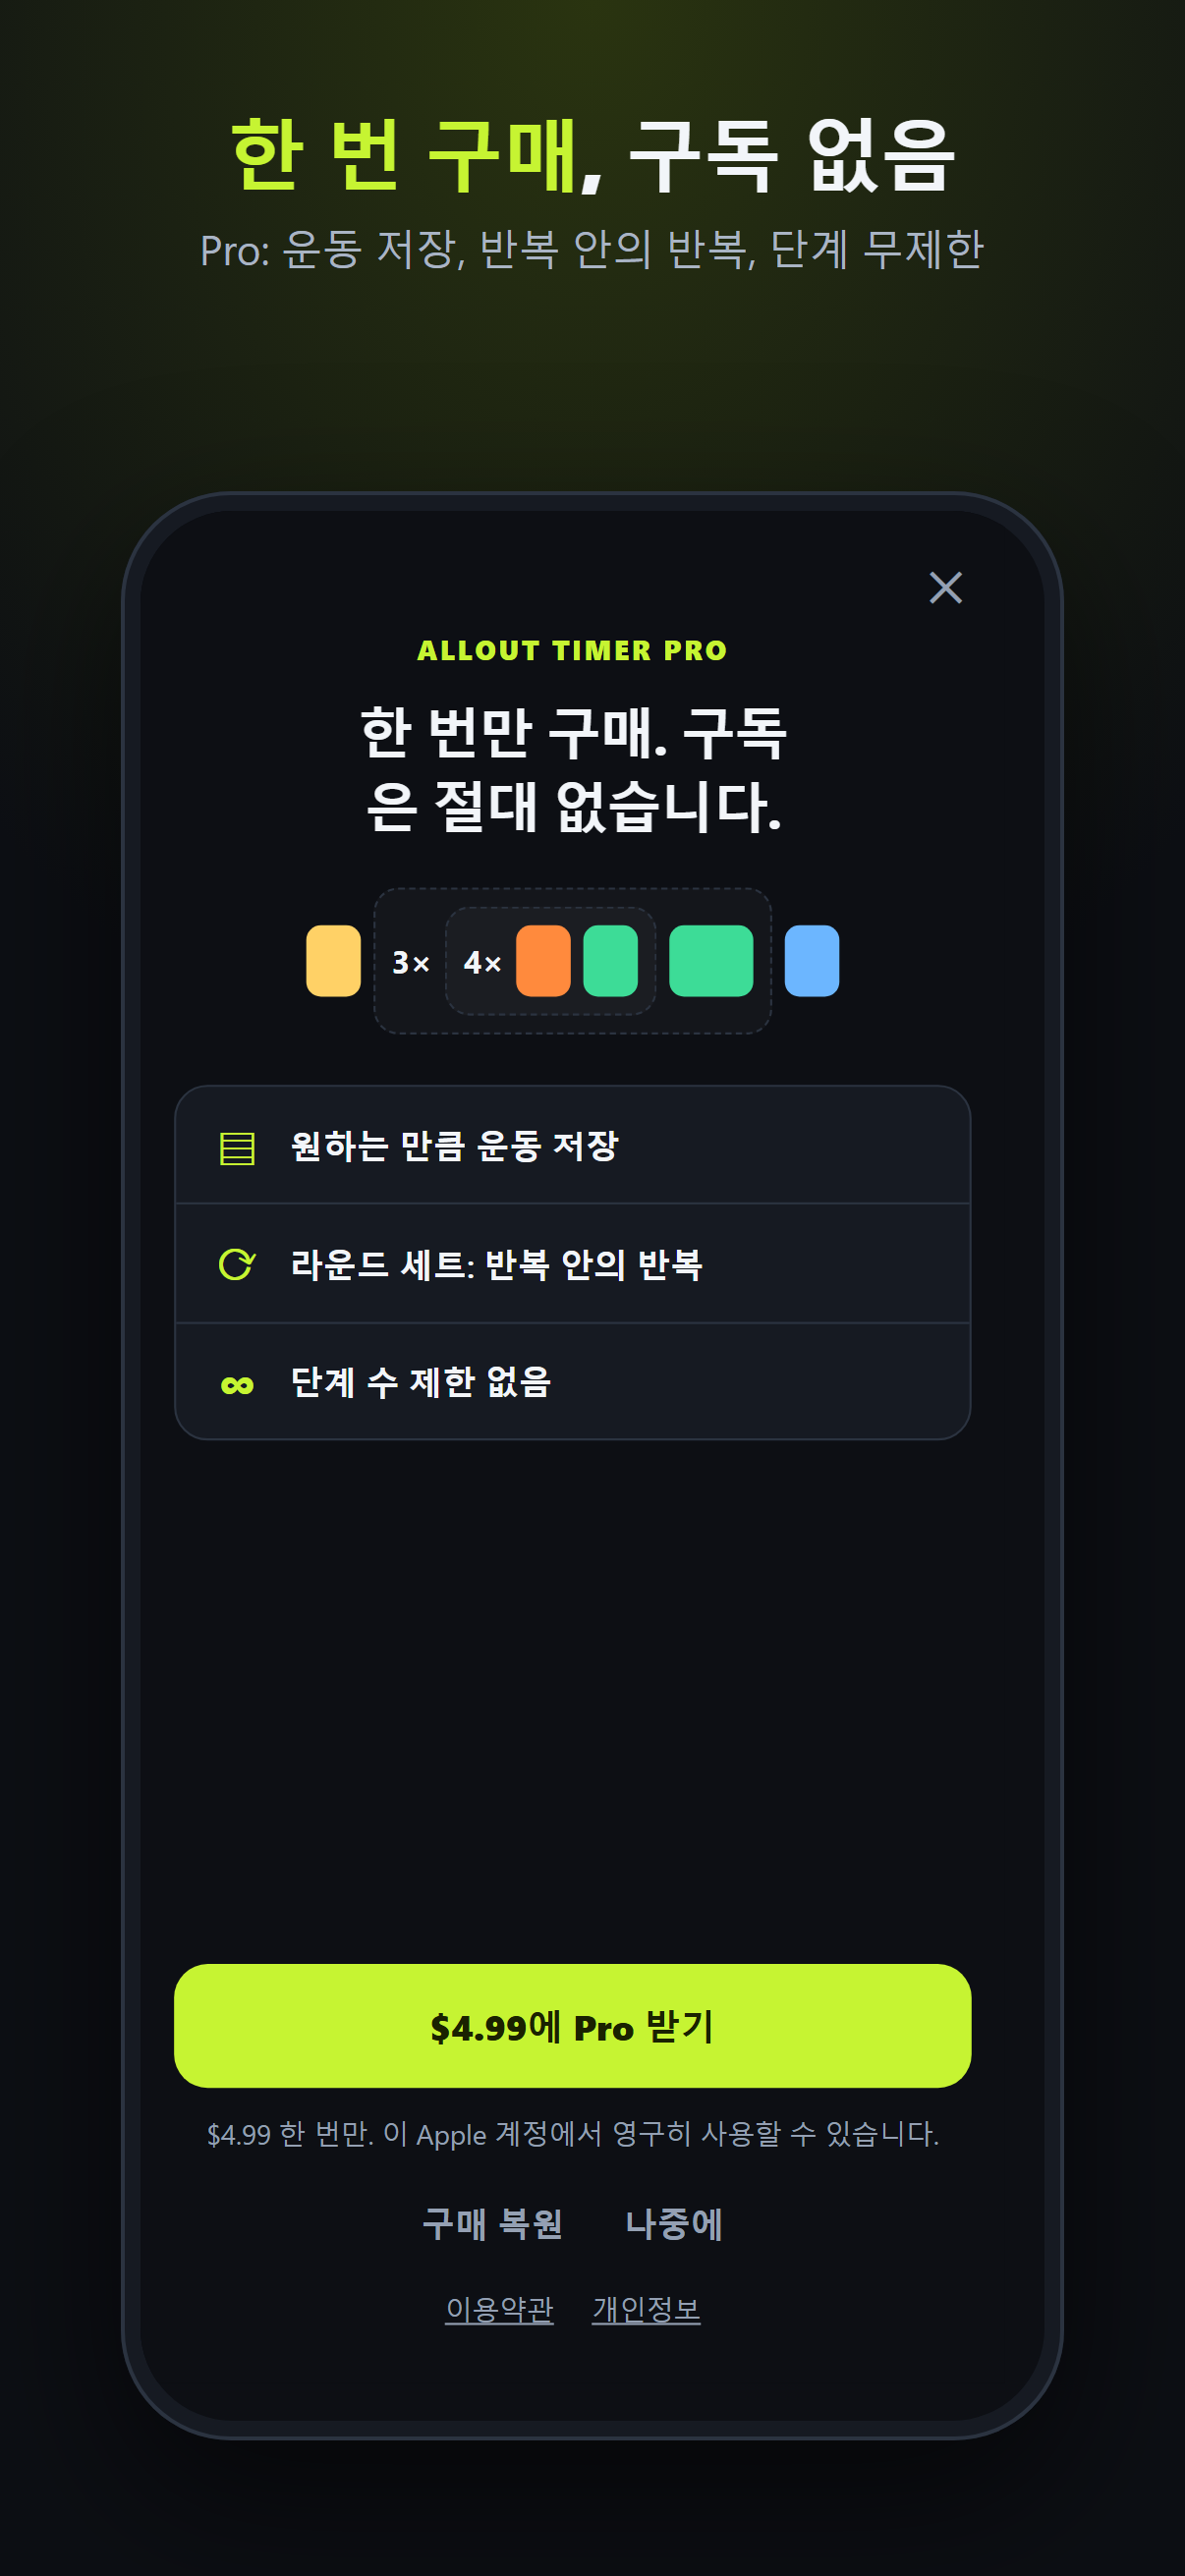 한 번 구매, 구독 없음
Pro: 운동 저장, 반복 안의 반복, 단계 무제한
ALLOUT TIMER PRO
한 번만 구매. 구독
은 절대 없습니다.
3× 4×
원하는 만큼 운동 저장
라운드 세트: 반복 안의 반복
단계 수 제한 없음
$4.99에 Pro 받기
$4.99 한 번만. 이 Apple 계정에서 영구히 사용할 수 있습니다.
구매 복원 나중에
이용약관 개인정보